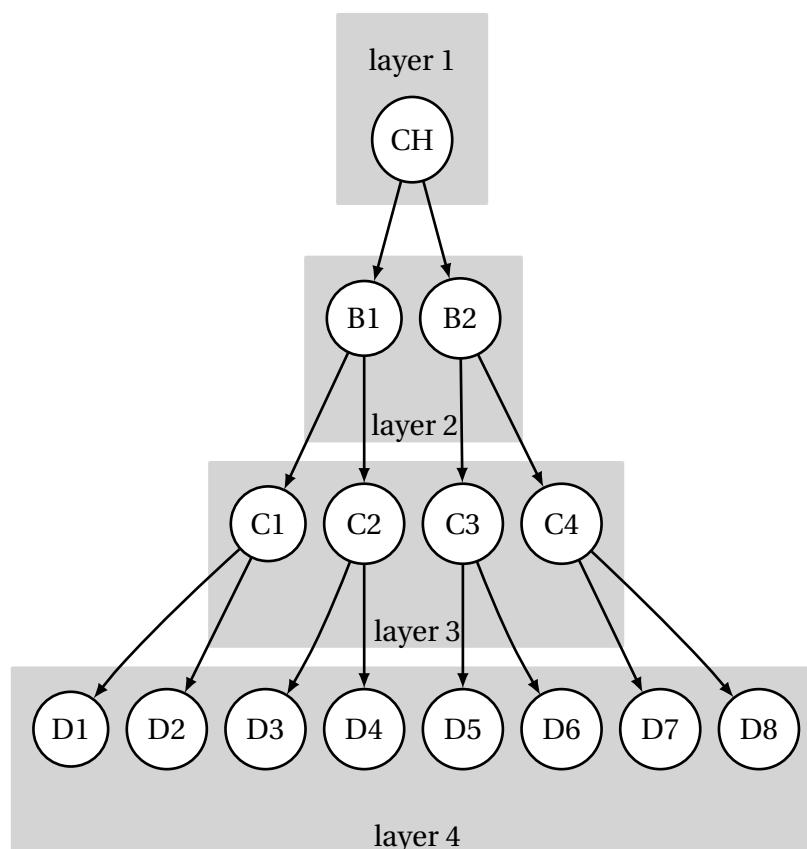 layer 1
CH
B1 B2
layer 2
C1 C2 C3 C4
layer 3
D1 D2 D3 D4 D5 D6 D7 D8
layer 4